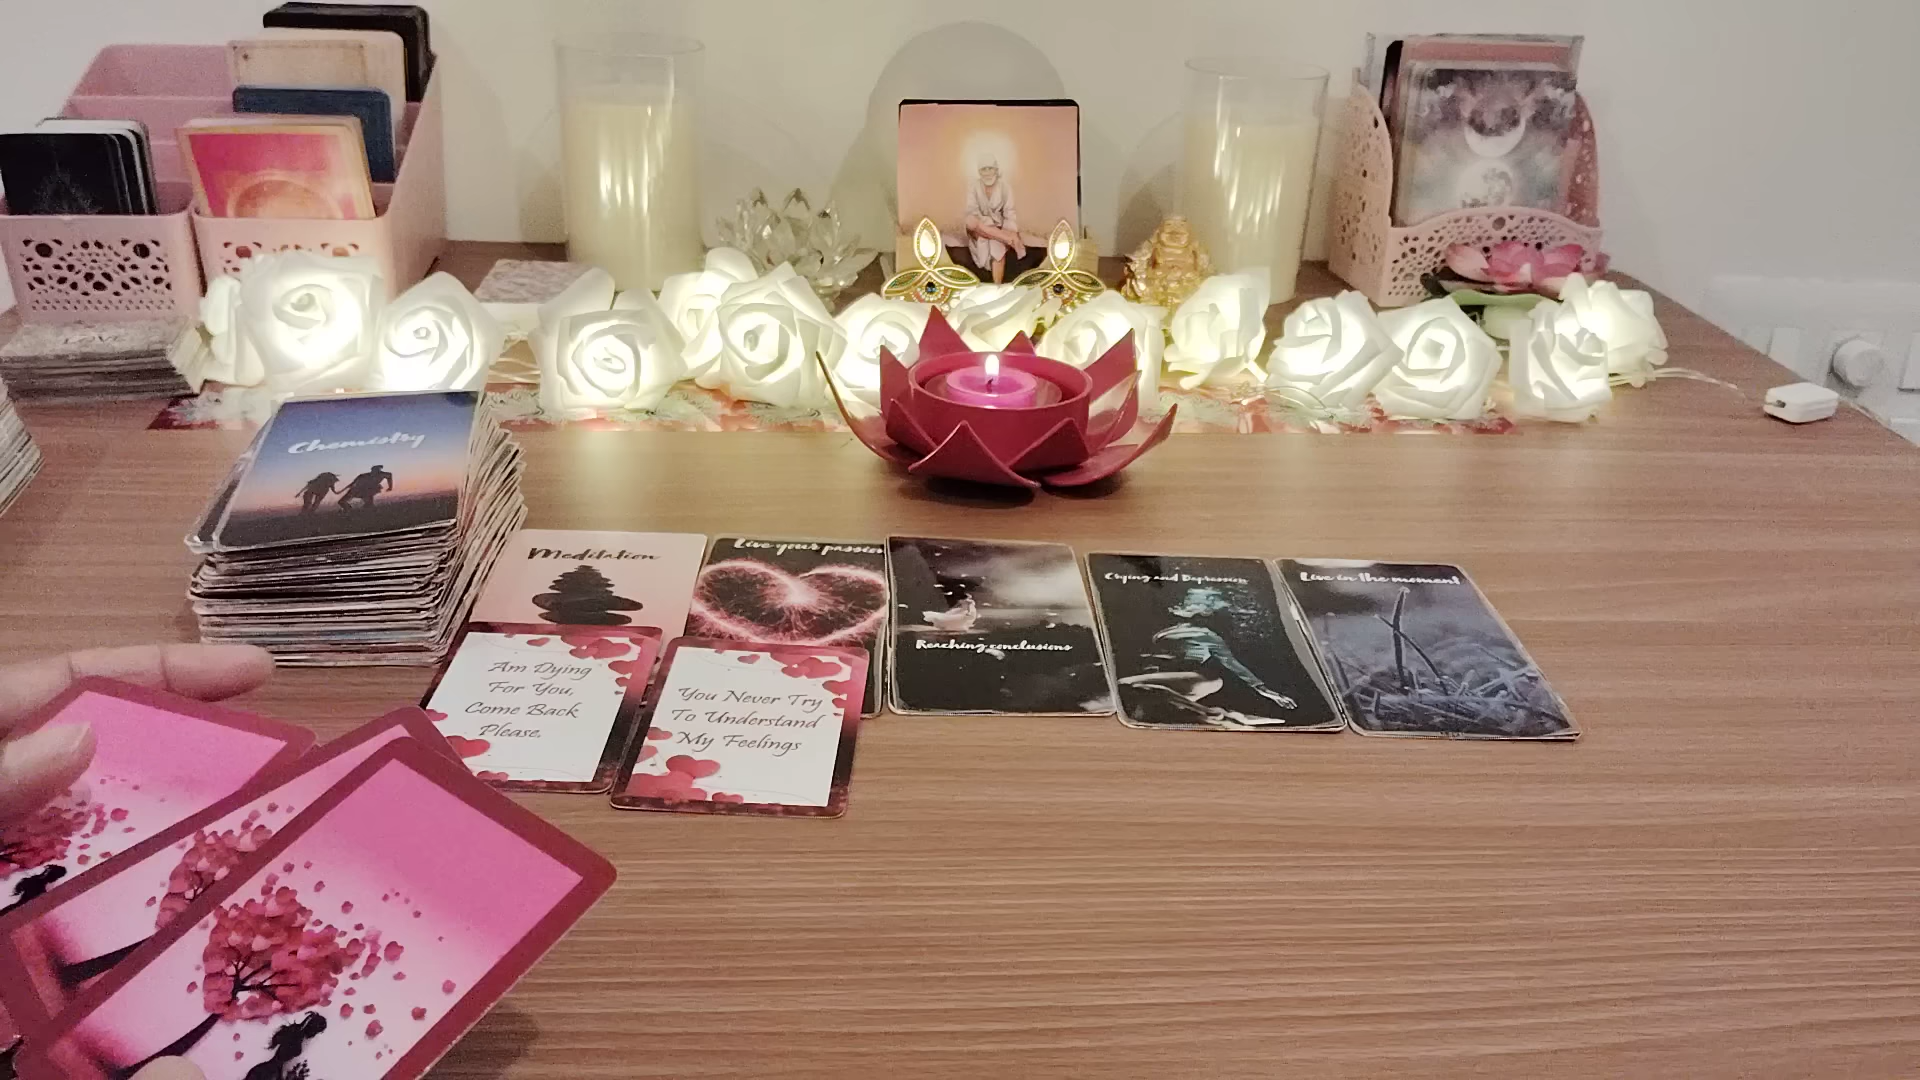 Chemistry
Meditation
Live your passion
Reaching conclusions
Crying and Depression
Live in the moment
Am Dying
For You,
Come Back
Please.
You Never Try
To Understand
My Feelings